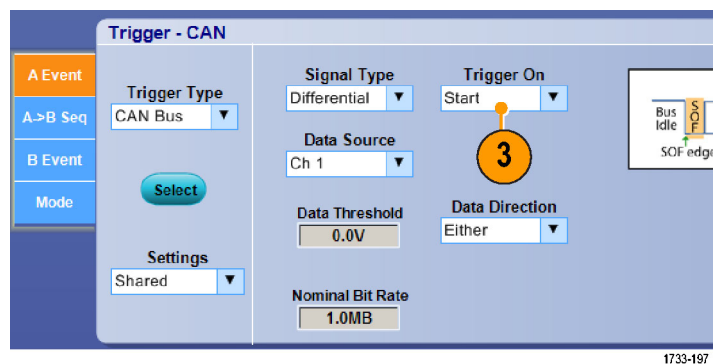 Trigger - CAN
A Event
A->B Seq
B Event
Mode
Trigger Type
CAN Bus
Select
Settings
Shared
Signal Type
Differential
Data Source
Ch 1
Data Threshold
0.0V
Nominal Bit Rate
1.0MB
Trigger On
Start
3
Data Direction
Either
Bus
Idle
SOF
SOF edge
1733-197